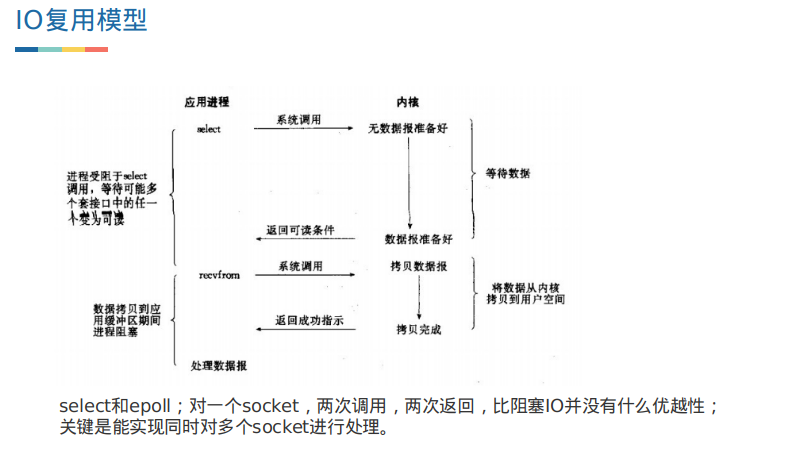 IO复用模型
应用进程
内核
select
系统调用
无数据报准备好
进程受阻于select
调用，等待可能多
个套接口中的任一
个变为可读
等待数据
返回可读条件
数据报准备好
recvfrom
系统调用
拷贝数据报
数据拷贝到应
用缓冲区期间
进程阻塞
将数据从内核
拷贝到用户空间
返回成功指示
拷贝完成
处理数据报
select和epoll；对一个socket，两次调用，两次返回，比阻塞IO并没有什么优越性；
关键是能实现同时对多个socket进行处理。